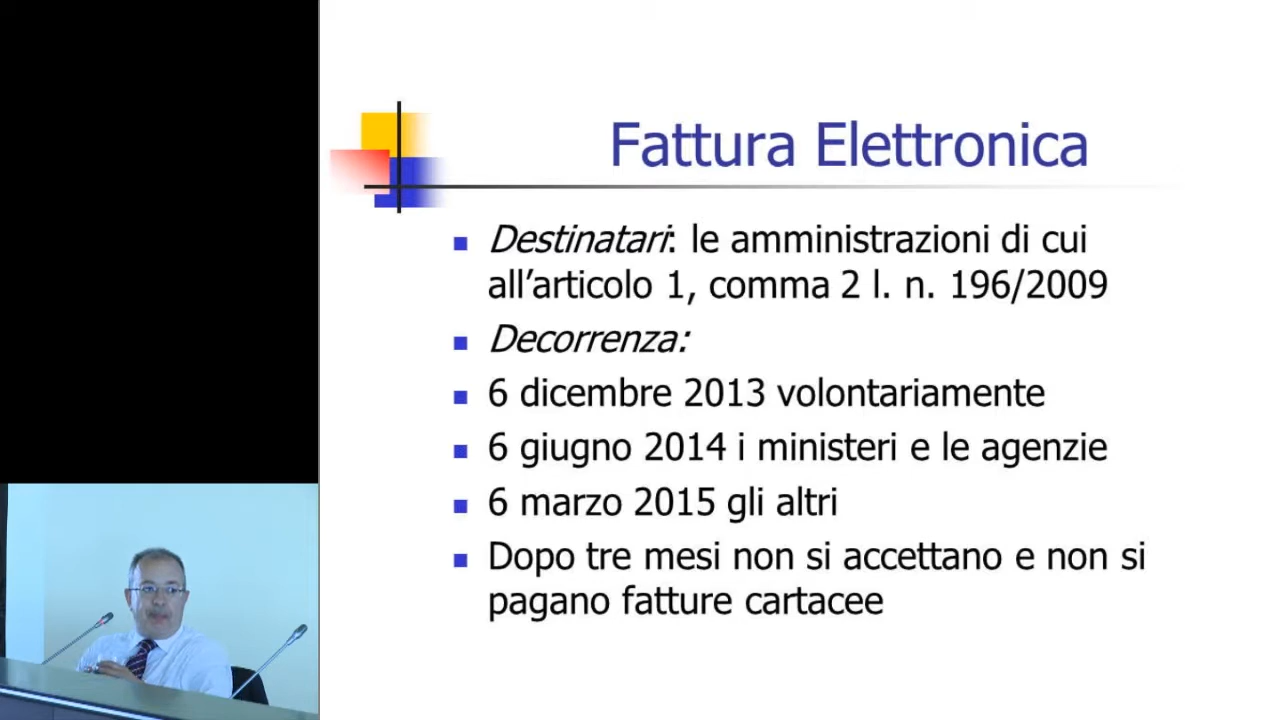 Fattura Elettronica
Destinatari: le amministrazioni di cui
all’articolo 1, comma 2 l. n. 196/2009
Decorrenza:
6 dicembre 2013 volontariamente
6 giugno 2014 i ministeri e le agenzie
6 marzo 2015 gli altri
Dopo tre mesi non si accettano e non si
pagano fatture cartacee